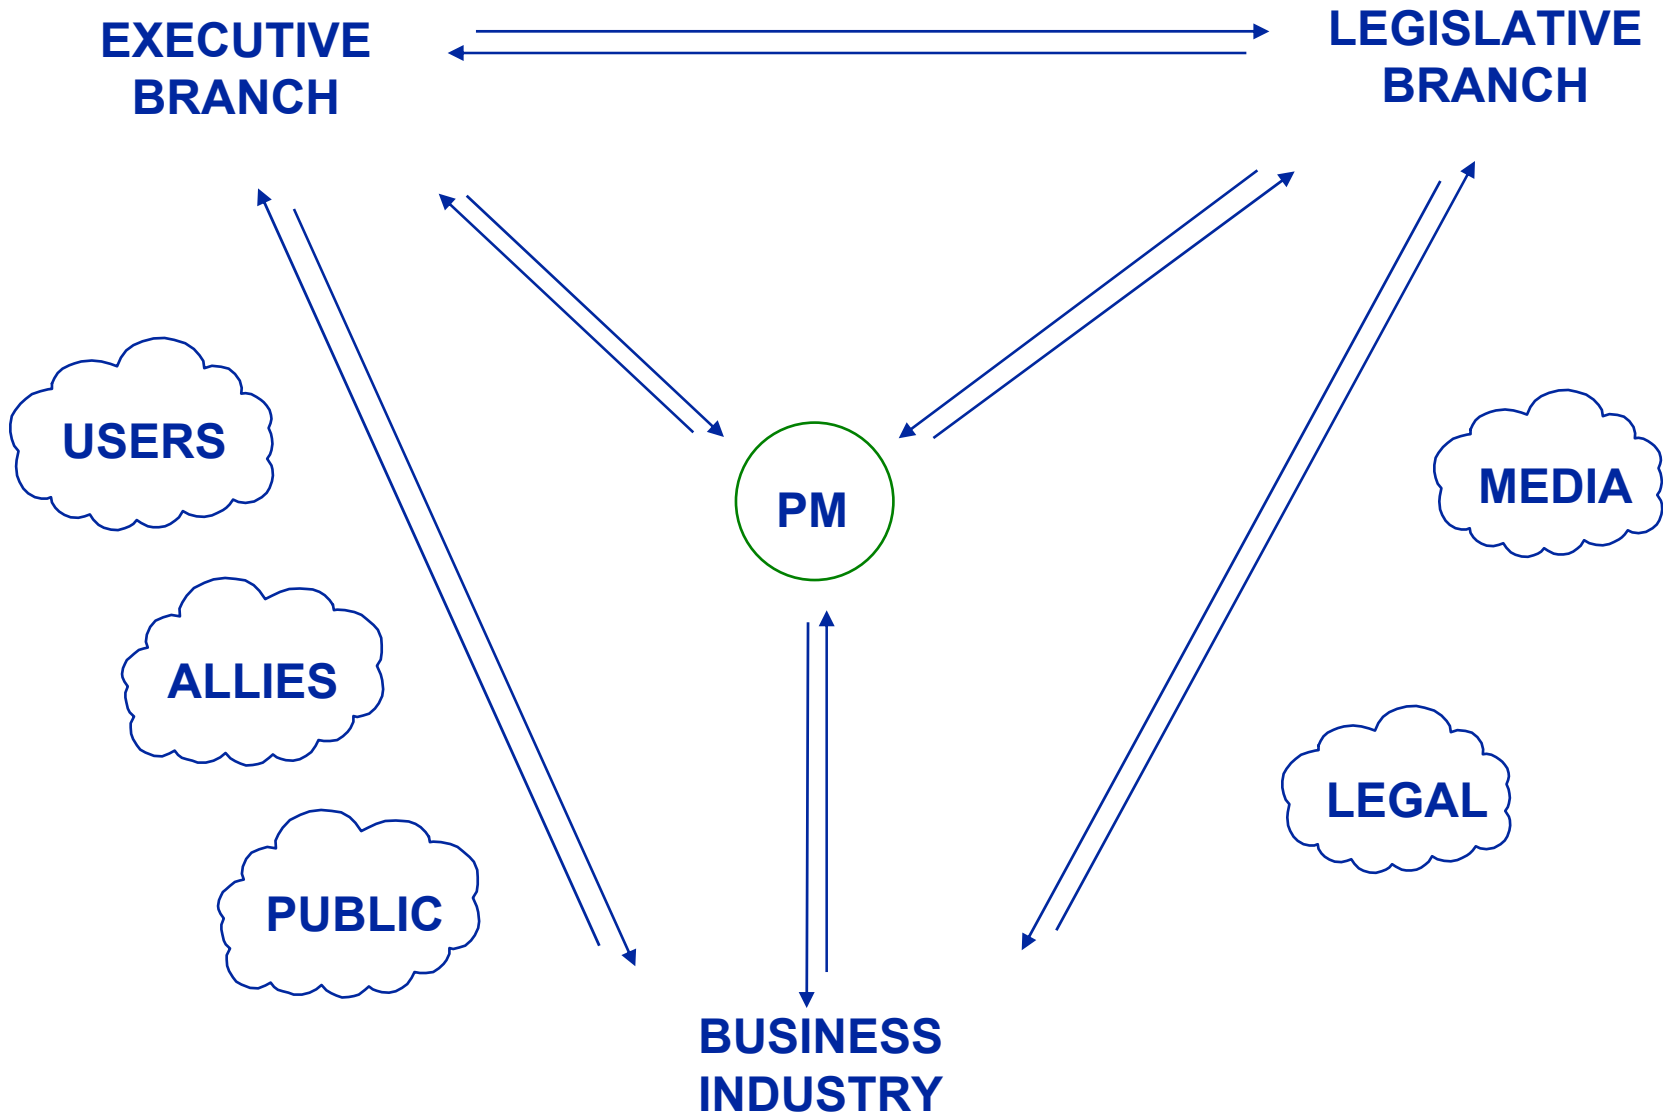 EXECUTIVE
BRANCH
LEGISLATIVE
BRANCH
USERS
MEDIA
PM
ALLIES
LEGAL
PUBLIC
BUSINESS
INDUSTRY